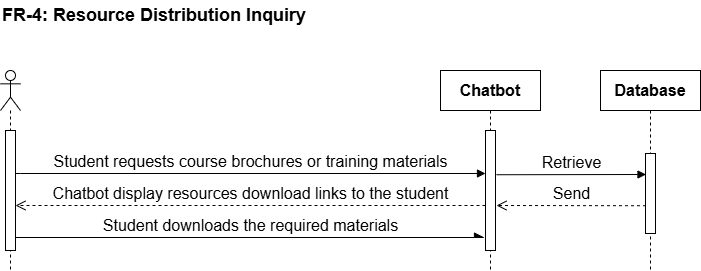 FR-4: Resource Distribution Inquiry
Chatbot
Database
Student requests course brochures or training materials
Retrieve
Chatbot display resources download links to the student
Send
Student downloads the required materials